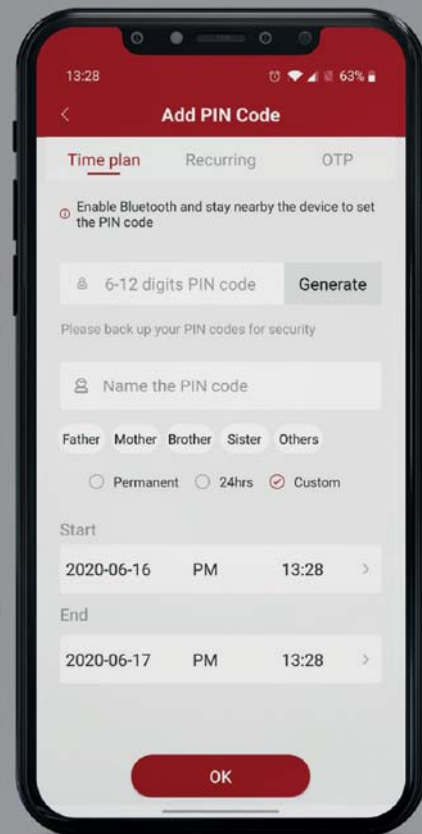 13:28 63%
Add PIN Code
Time plan Recurring OTP
Enable Bluetooth and stay nearby the device to set
the PIN code
6-12 digits PIN code Generate
Please back up your PIN codes for security
Name the PIN code
Father Mother Brother Sister Others
Permanent 24hrs Custom
Start
2020-06-16 PM 13:28
End
2020-06-17 PM 13:28
OK